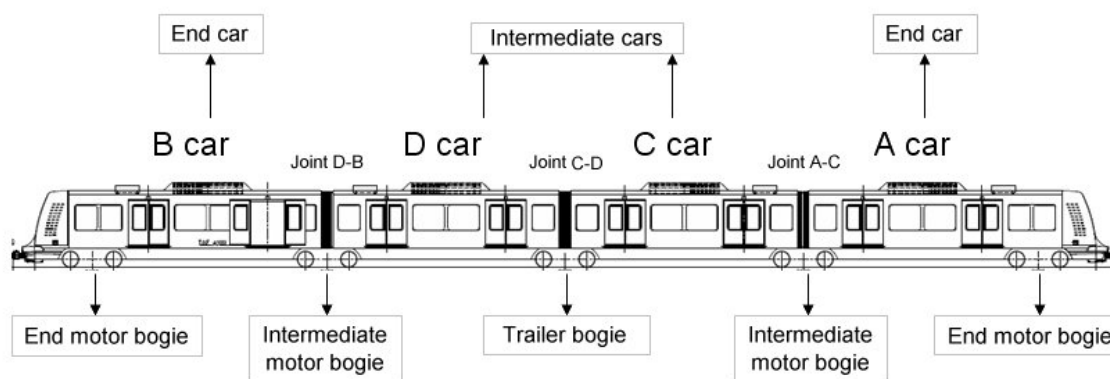 End car
Intermediate cars
End car
B car
D car
C car
A car
Joint D-B
Joint C-D
Joint A-C
End motor bogie
Intermediate
motor bogie
Trailer bogie
Intermediate
motor bogie
End motor bogie